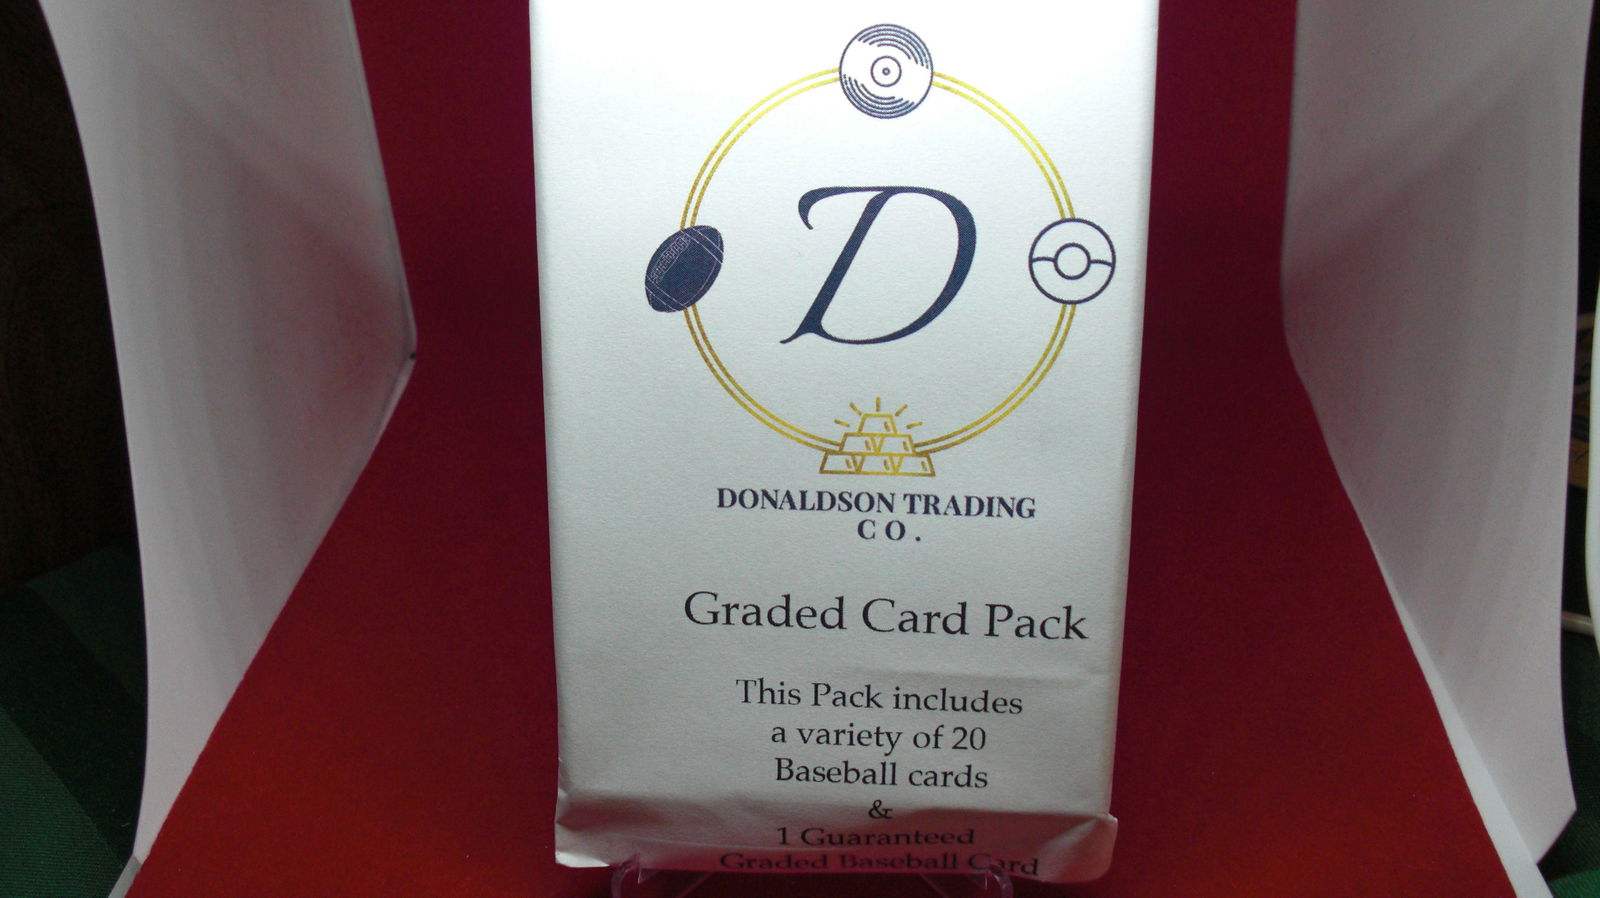 D
DONALDSON TRADING
CO.
Graded Card Pack
This Pack includes
a variety of 20
Baseball cards
&
1 Guaranteed
Graded Baseball Card